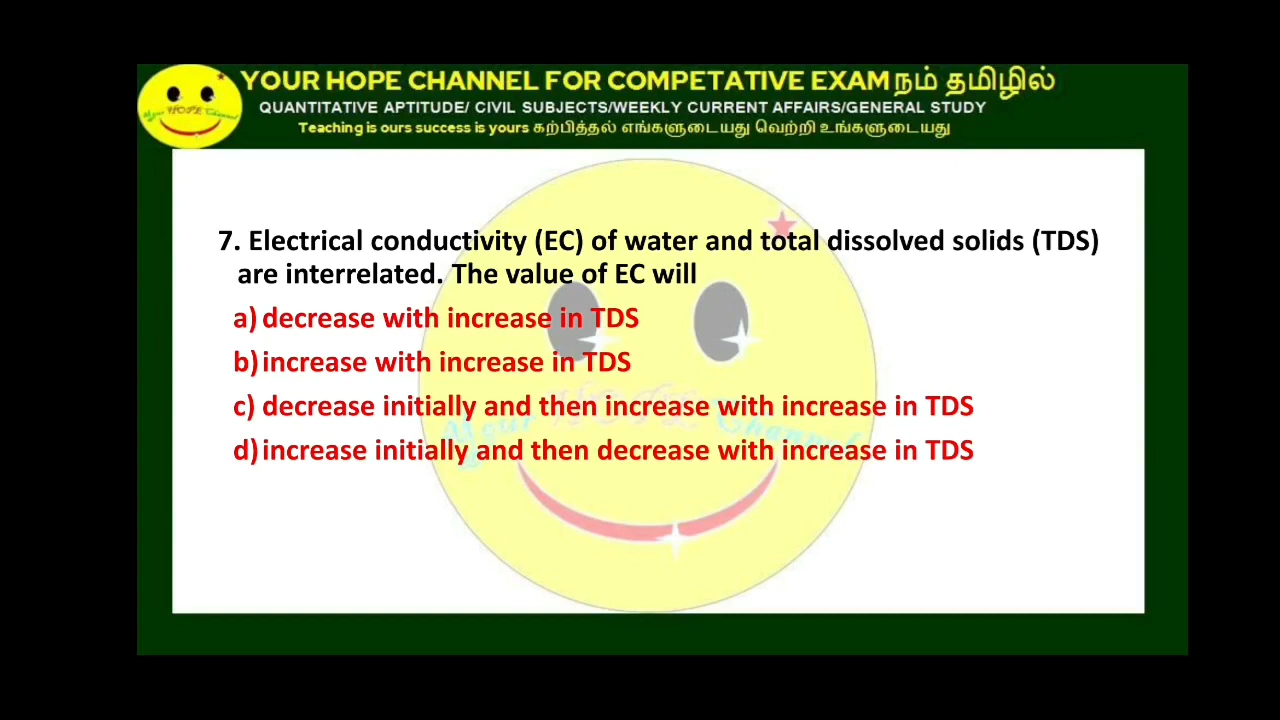 YOUR HOPE CHANNEL FOR COMPETATIVE EXAM நம் தமிழில்
QUANTITATIVE APTITUDE/ CIVIL SUBJECTS/WEEKLY CURRENT AFFAIRS/GENERAL STUDY
Teaching is ours success is yours கற்பித்தல் எங்களுடையது வெற்றி உங்களுடையது
Your HOPE Channel
7. Electrical conductivity (EC) of water and total dissolved solids (TDS)
are interrelated. The value of EC will
a) decrease with increase in TDS
b) increase with increase in TDS
c) decrease initially and then increase with increase in TDS
d) increase initially and then decrease with increase in TDS